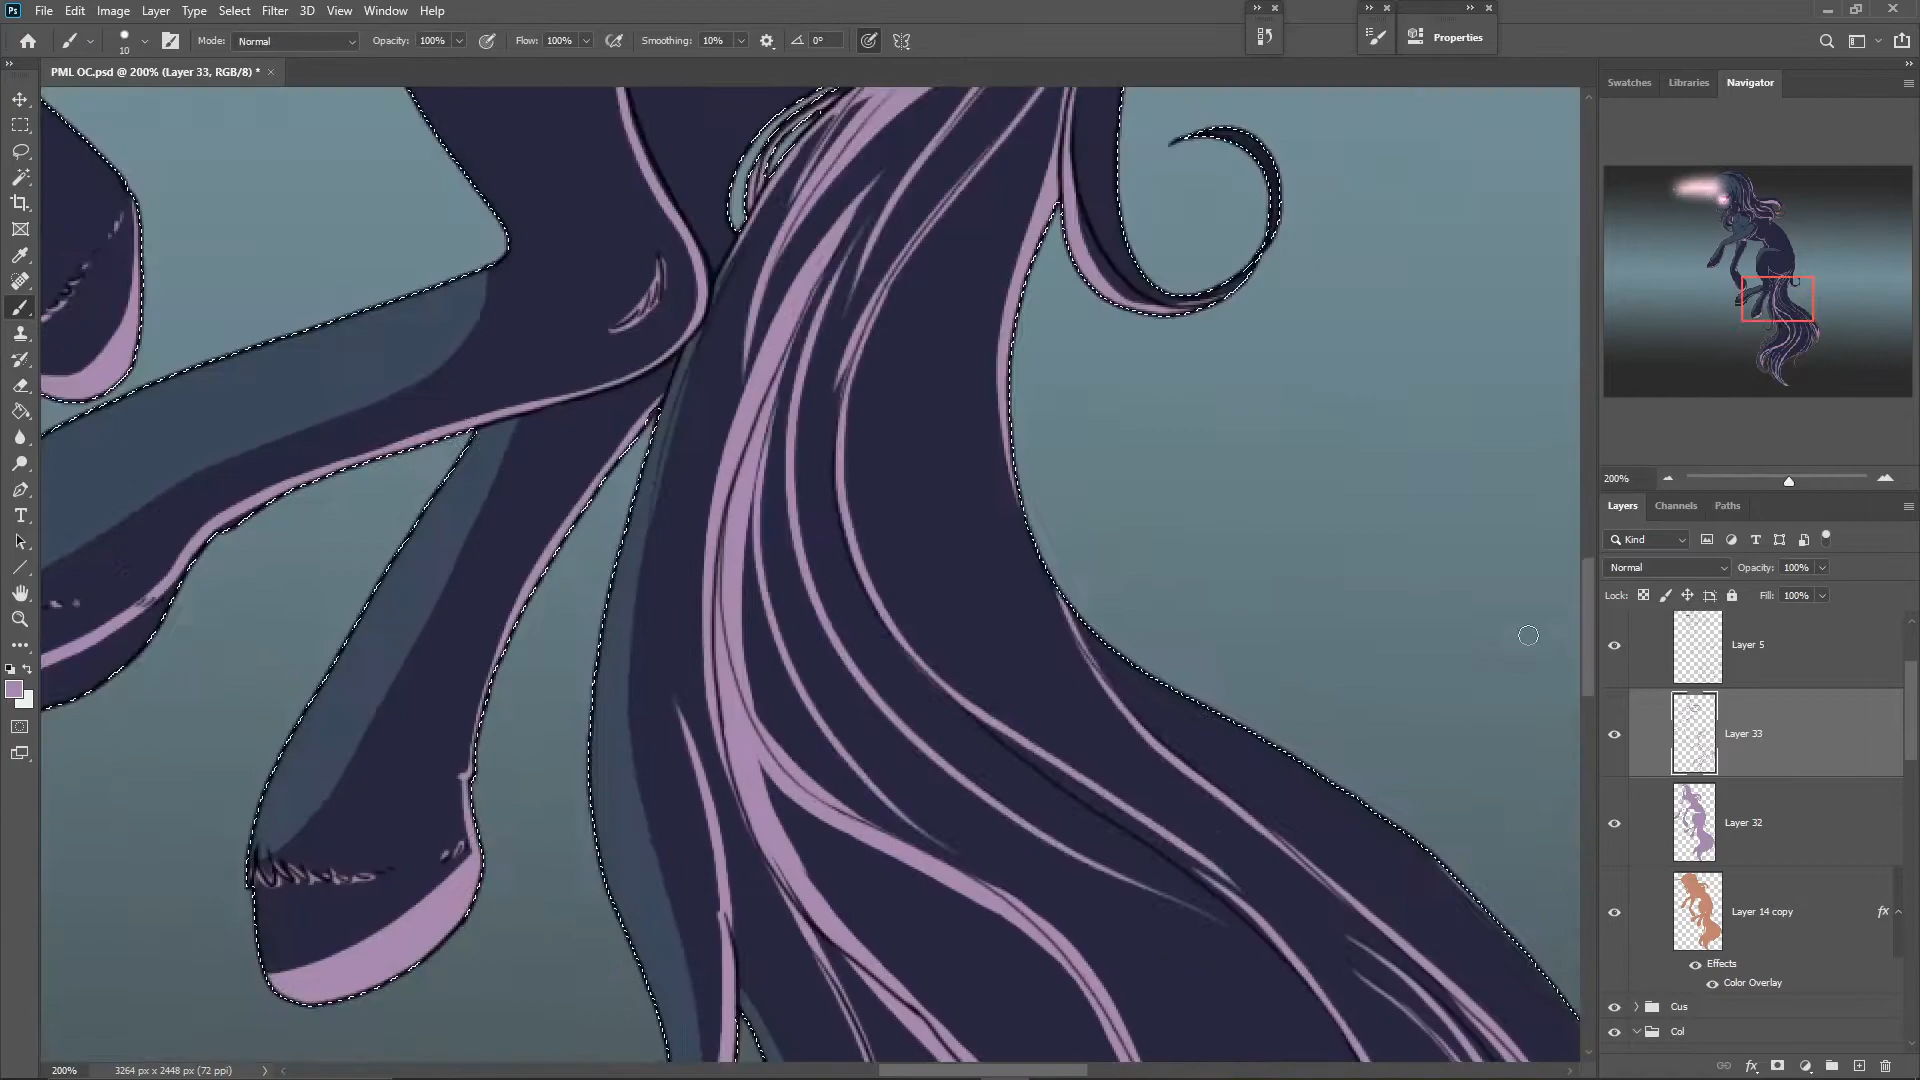 Ps File Edit Image Layer Type Select Filter 3D View Window Help
10 Mode: Normal Opacity: 100% Flow: 100% Smoothing: 10% 0° Properties
PML OC.psd @ 200% (Layer 33, RGB/8) *
Swatches Libraries Navigator
200%
Layers Channels Paths
Kind
Normal Opacity: 100%
Lock: Fill: 100%
Layer 5
Layer 33
Layer 32
Layer 14 copy fx
Effects
Color Overlay
Cus
Col
200% 3264 px x 2448 px (72 ppi)